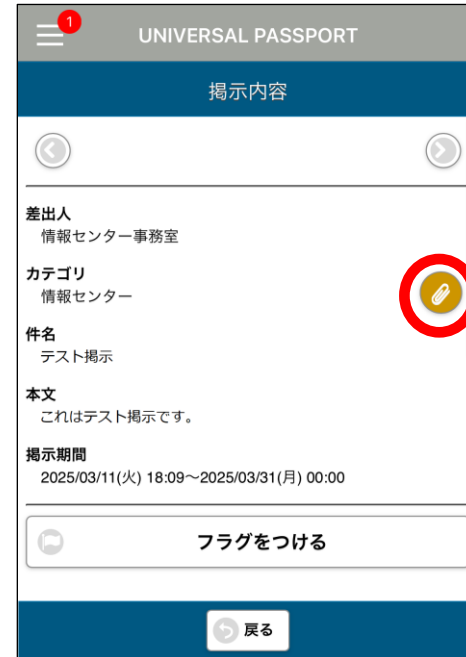 1
UNIVERSAL PASSPORT
掲示内容
差出人
情報センター事務室
カテゴリ
情報センター
件名
テスト掲示
本文
これはテスト掲示です。
掲示期間
2025/03/11(火) 18:09～2025/03/31(月) 00:00
フラグをつける
戻る